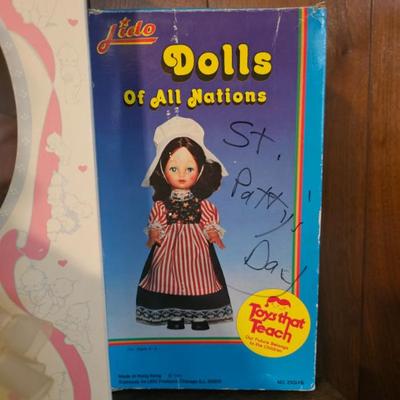 Lido
Dolls
Of All Nations
St.
Patty's
Day
Toys that
Teach
Our Future Belongs
to the Children
Made in Hong Kong